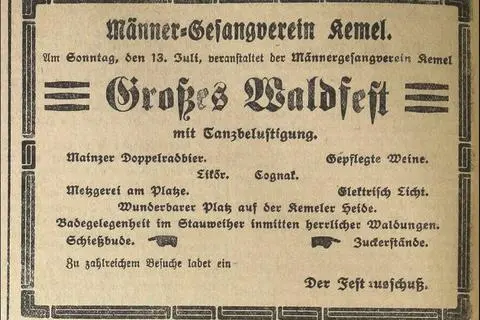 Männer-Gesangverein Kemel.
Am Sonntag, den 13. Juli, veranstaltet der Männergesangverein Kemel
Großes Waldfest
mit Tanzbelustigung.
Mainzer Doppelradbier. Gepflegte Weine.
Likör. Cognak.
Metzgerei am Platze. Elektrisch Licht.
Wunderbarer Platz auf der Kemeler Heide.
Badegelegenheit im Stauweiher inmitten herrlicher Waldungen.
Schießbude. Zuckerstände.
Zu zahlreichem Besuche ladet ein
Der Festausschuß.